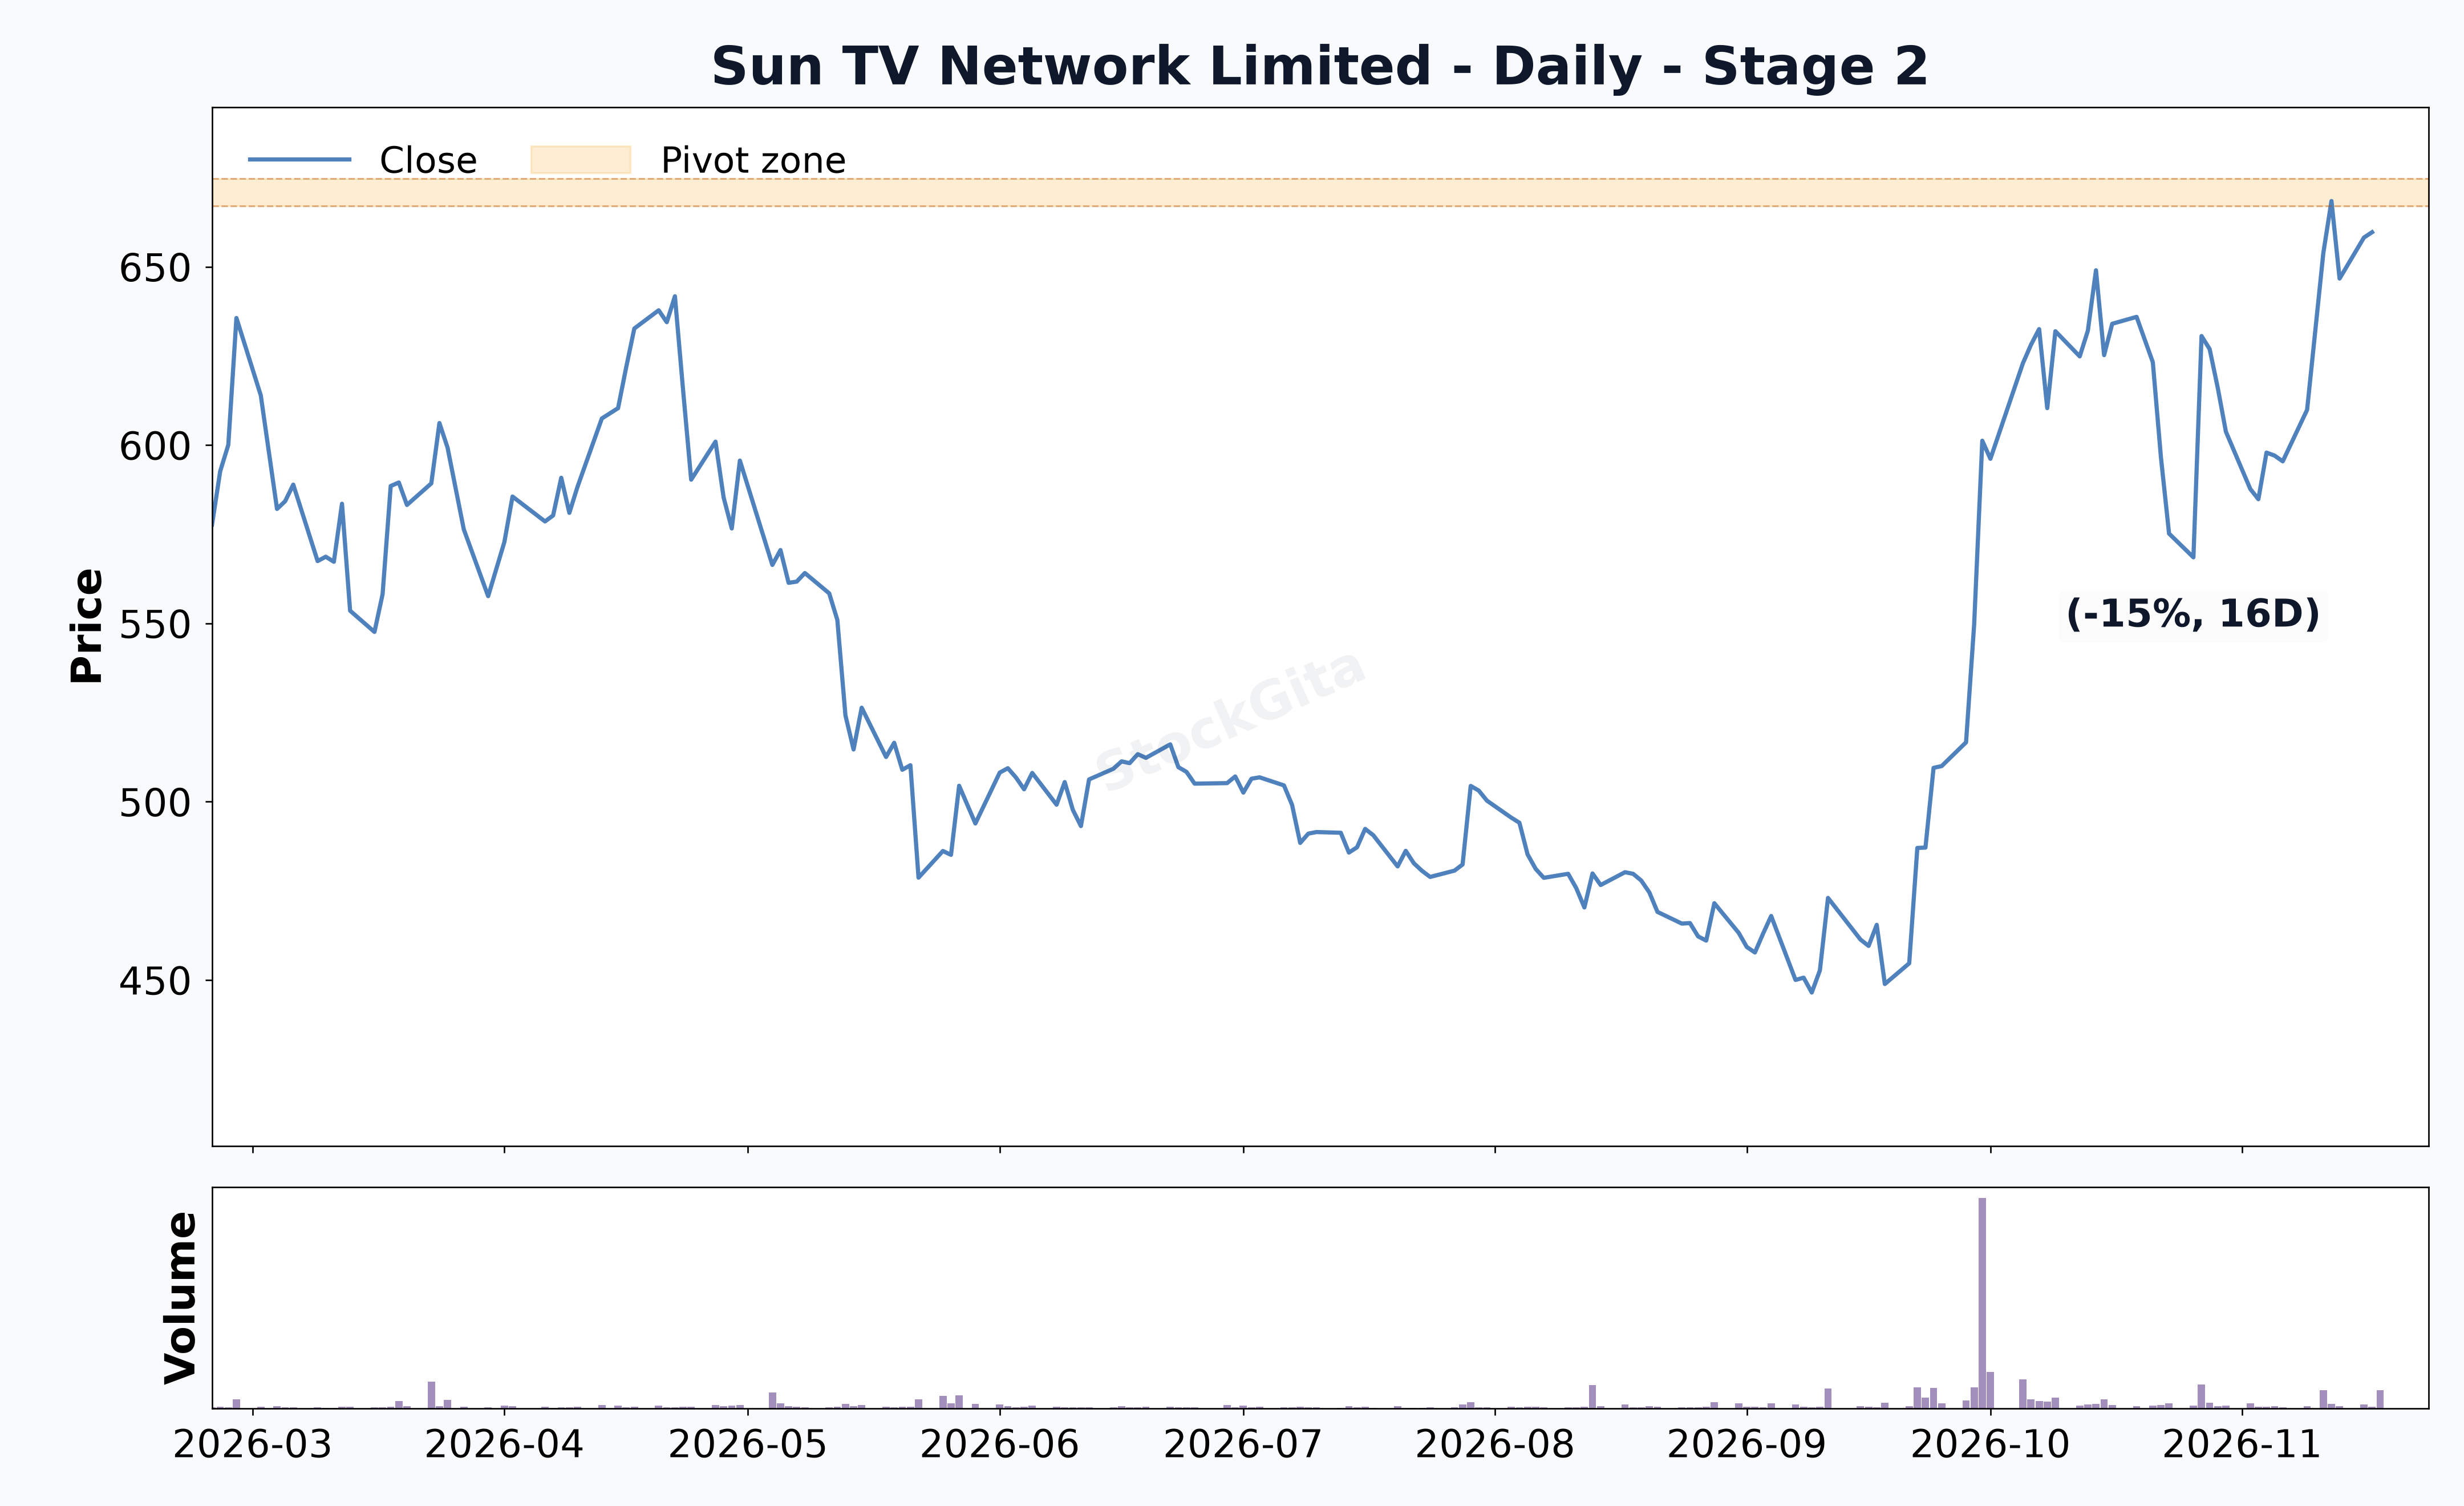 Sun TV Network Limited - Daily - Stage 2
Close Pivot zone
Price
650
600
550
500
450
(-15%, 16D)
StockGita
Volume
2026-03 2026-04 2026-05 2026-06 2026-07 2026-08 2026-09 2026-10 2026-11